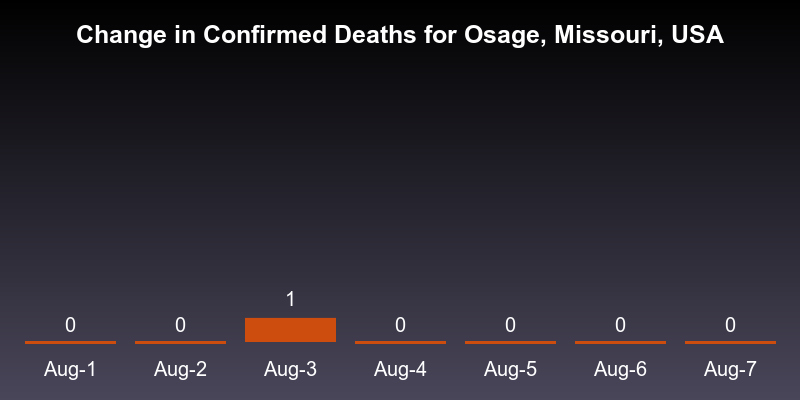 Change in Confirmed Deaths for Osage, Missouri, USA
1
0 0 0 0 0 0
Aug-1 Aug-2 Aug-3 Aug-4 Aug-5 Aug-6 Aug-7